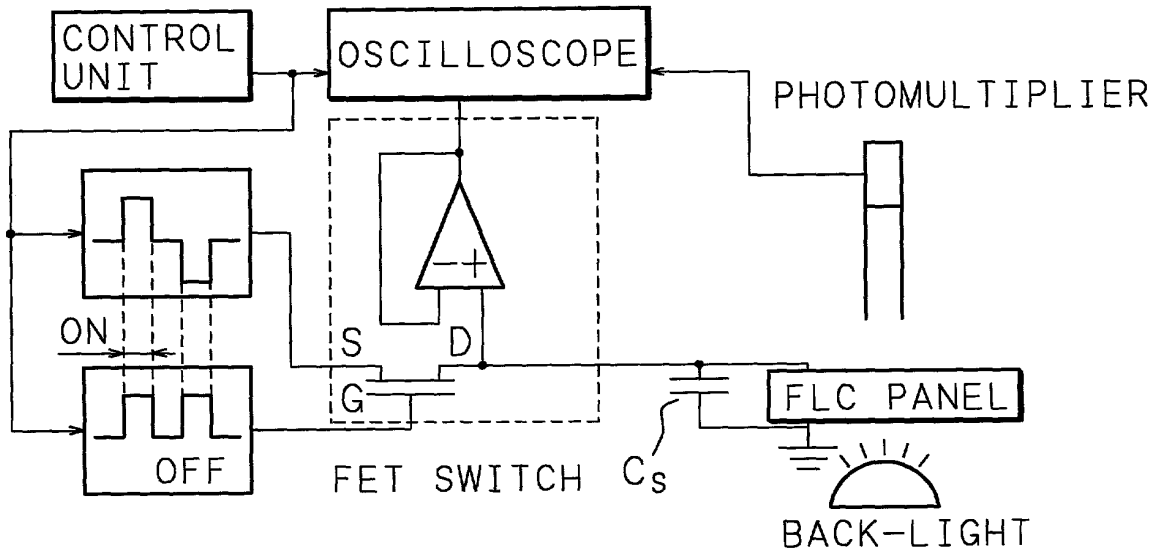 CONTROL
UNIT
OSCILLOSCOPE
PHOTOMULTIPLIER
-+
ON
S
D
G
OFF
FET SWITCH
Cs
FLC PANEL
BACK-LIGHT